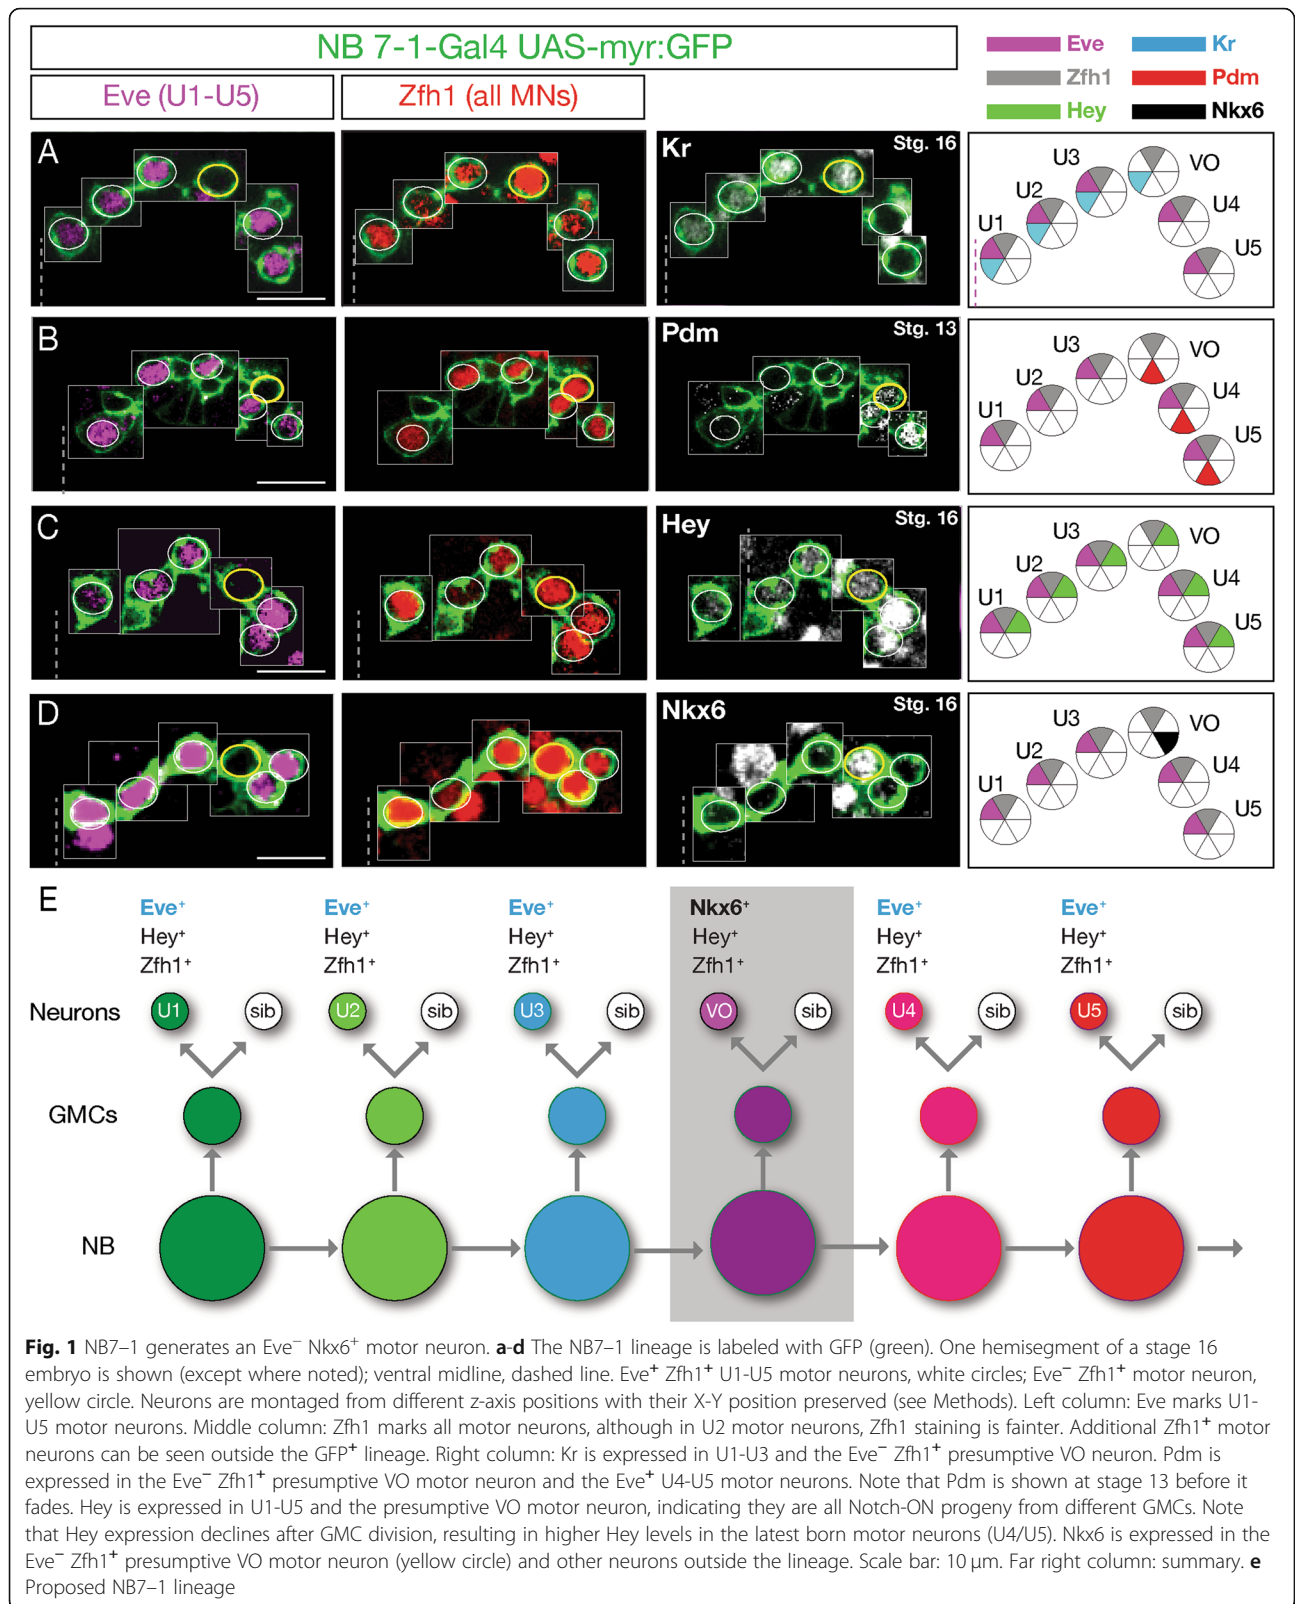 NB 7-1-Gal4 UAS-myr:GFP
Eve (U1-U5)
Zfh1 (all MNs)
Eve
Kr
Zfh1
Pdm
Hey
Nkx6
A
Kr
Stg. 16
U1
U2
U3
VO
U4
U5
B
Pdm
Stg. 13
U1
U2
U3
VO
U4
U5
C
Hey
Stg. 16
U1
U2
U3
VO
U4
U5
D
Nkx6
Stg. 16
U1
U2
U3
VO
U4
U5
E
Eve⁺ Eve⁺ Eve⁺ Nkx6⁺ Eve⁺ Eve⁺
Hey⁺ Hey⁺ Hey⁺ Hey⁺ Hey⁺ Hey⁺
Zfh1⁺ Zfh1⁺ Zfh1⁺ Zfh1⁺ Zfh1⁺ Zfh1⁺
Neurons U1 sib U2 sib U3 sib VO sib U4 sib U5 sib
GMCs
NB
Fig. 1 NB7–1 generates an Eve⁻ Nkx6⁺ motor neuron. a-d The NB7–1 lineage is labeled with GFP (green). One hemisegment of a stage 16
embryo is shown (except where noted); ventral midline, dashed line. Eve⁺ Zfh1⁺ U1-U5 motor neurons, white circles; Eve⁻ Zfh1⁺ motor neuron,
yellow circle. Neurons are montaged from different z-axis positions with their X-Y position preserved (see Methods). Left column: Eve marks U1-
U5 motor neurons. Middle column: Zfh1 marks all motor neurons, although in U2 motor neurons, Zfh1 staining is fainter. Additional Zfh1⁺ motor
neurons can be seen outside the GFP⁺ lineage. Right column: Kr is expressed in U1-U3 and the Eve⁻ Zfh1⁺ presumptive VO neuron. Pdm is
expressed in the Eve⁻ Zfh1⁺ presumptive VO motor neuron and the Eve⁺ U4-U5 motor neurons. Note that Pdm is shown at stage 13 before it
fades. Hey is expressed in U1-U5 and the presumptive VO motor neuron, indicating they are all Notch-ON progeny from different GMCs. Note
that Hey expression declines after GMC division, resulting in higher Hey levels in the latest born motor neurons (U4/U5). Nkx6 is expressed in the
Eve⁻ Zfh1⁺ presumptive VO motor neuron (yellow circle) and other neurons outside the lineage. Scale bar: 10 μm. Far right column: summary. e
Proposed NB7–1 lineage